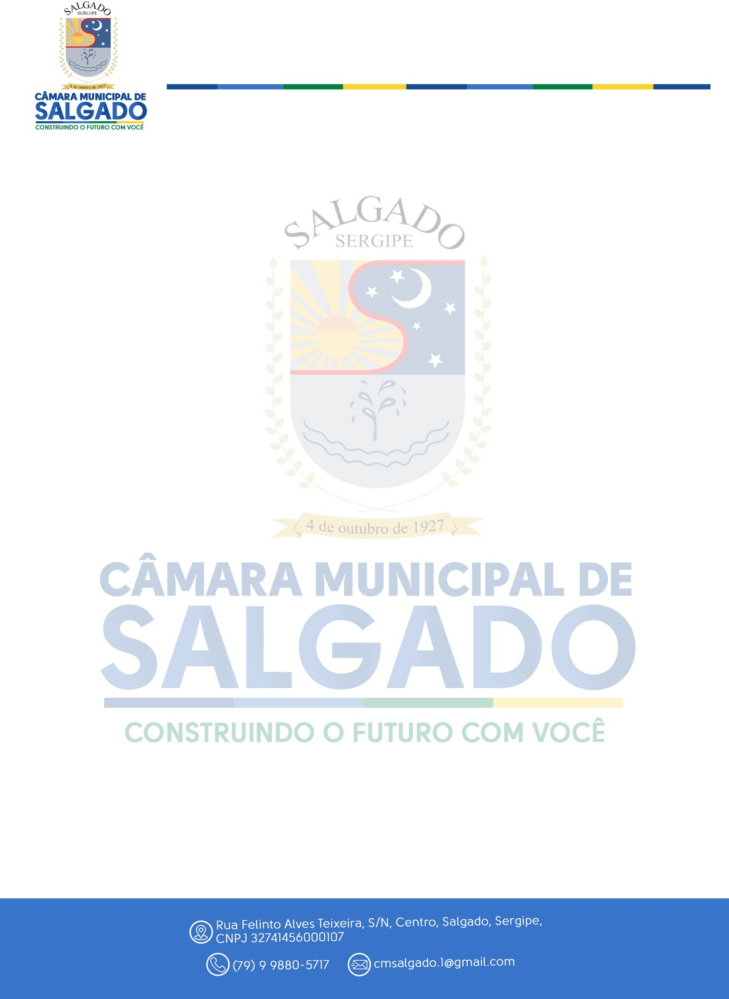 SALGADO
SERGIPE
4 de outubro de 1927
CÂMARA MUNICIPAL DE
SALGADO
CONSTRUINDO O FUTURO COM VOCÊ
SALGADO
SERGIPE
4 de outubro de 1927
CÂMARA MUNICIPAL DE
SALGADO
CONSTRUINDO O FUTURO COM VOCÊ
Rua Felinto Alves Teixeira, S/N, Centro, Salgado, Sergipe,
CNPJ 32741456000107
(79) 9 9880-5717 cmsalgado.1@gmail.com